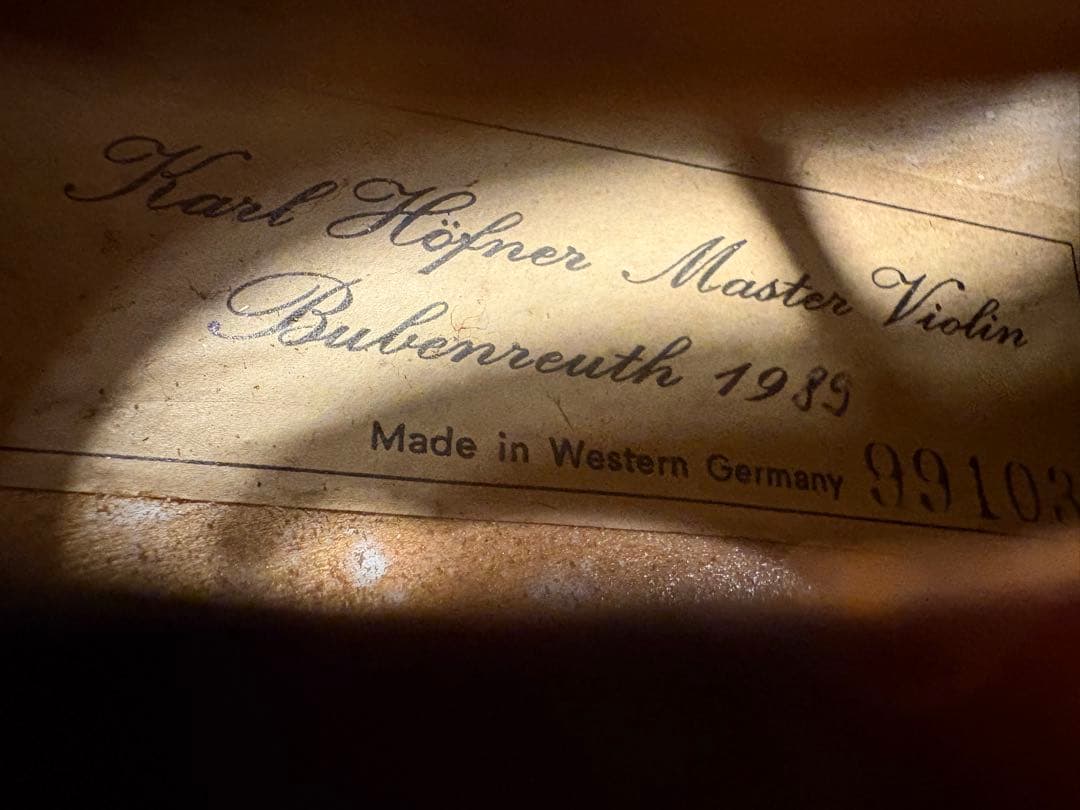 Karl Höfner Master Violin
Bubenreuth 1989
Made in Western Germany 99103